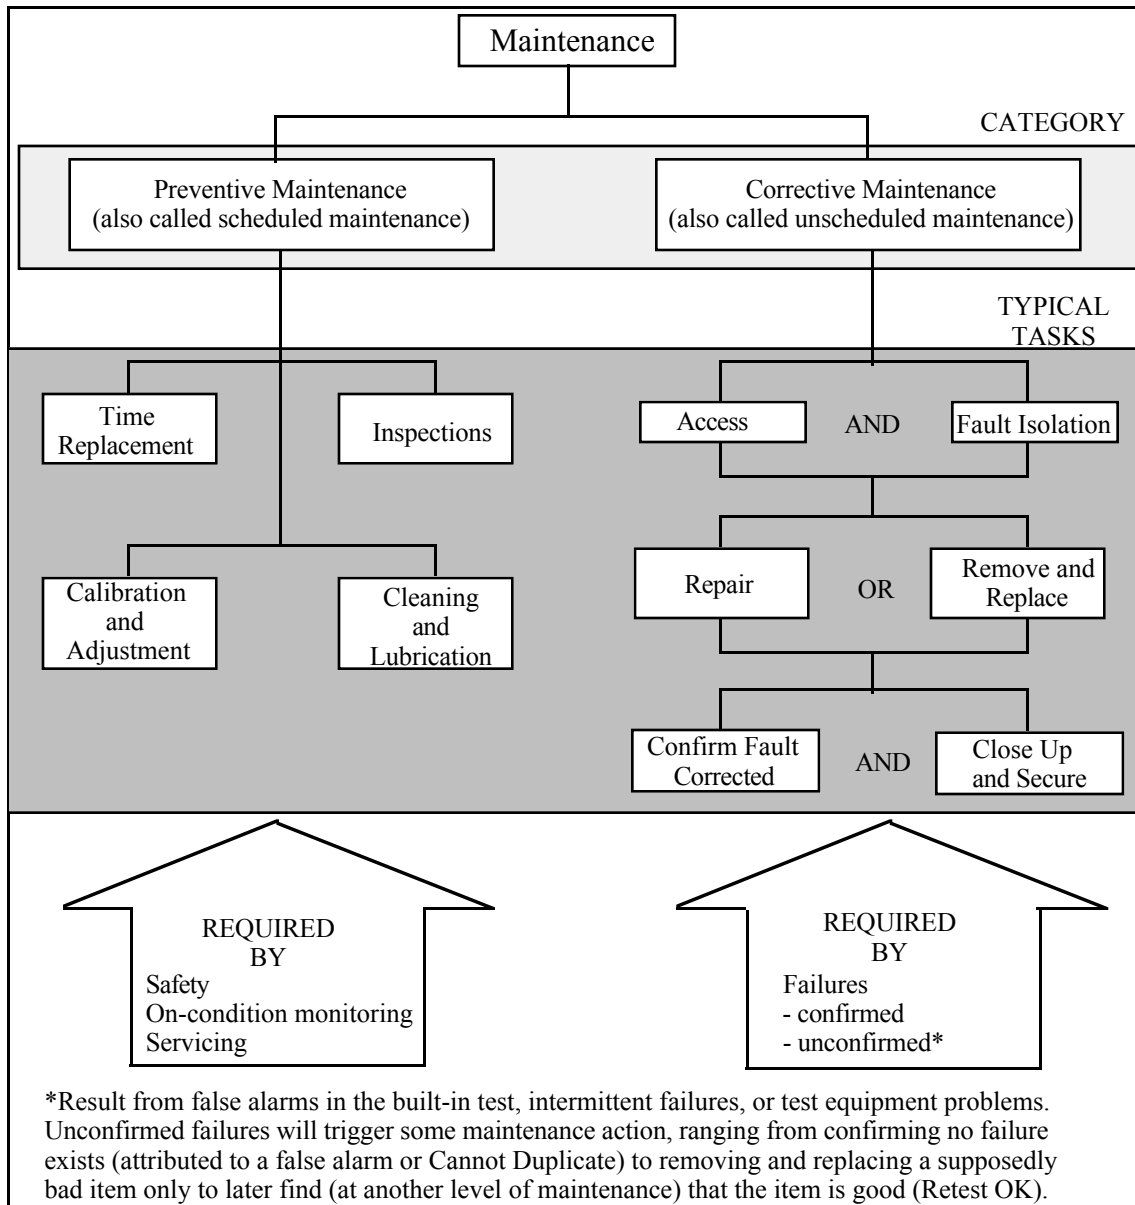 Maintenance
CATEGORY
Preventive Maintenance
(also called scheduled maintenance)
Corrective Maintenance
(also called unscheduled maintenance)
TYPICAL
TASKS
Time
Replacement
Inspections
Access
AND
Fault Isolation
Calibration
and
Adjustment
Cleaning
and
Lubrication
Repair
OR
Remove and
Replace
Confirm Fault
Corrected
AND
Close Up
and Secure
REQUIRED
BY
Safety
On-condition monitoring
Servicing
REQUIRED
BY
Failures
- confirmed
- unconfirmed*
*Result from false alarms in the built-in test, intermittent failures, or test equipment problems.
Unconfirmed failures will trigger some maintenance action, ranging from confirming no failure
exists (attributed to a false alarm or Cannot Duplicate) to removing and replacing a supposedly
bad item only to later find (at another level of maintenance) that the item is good (Retest OK).